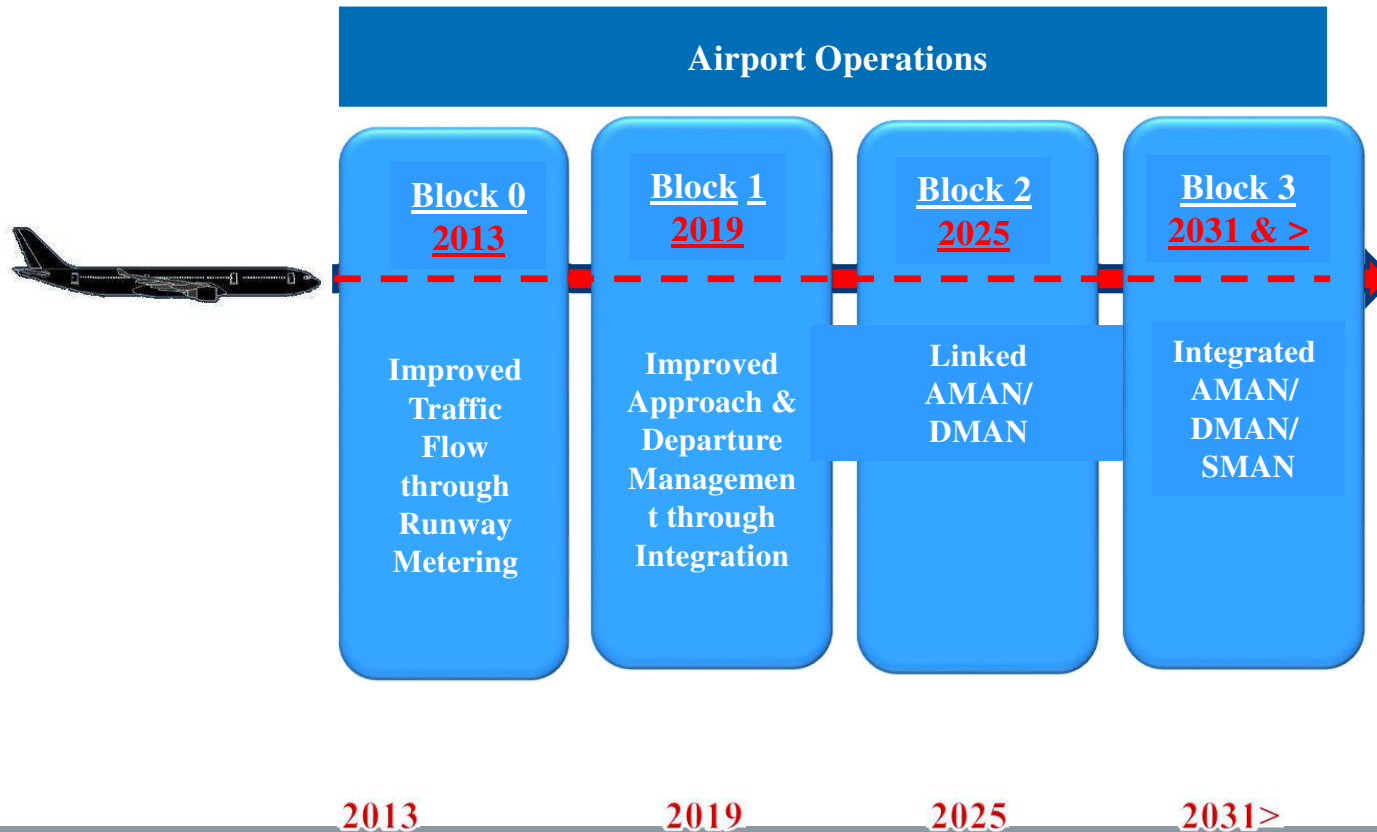 Airport Operations
Block 0
2013
Improved
Traffic
Flow
through
Runway
Metering
Block 1
2019
Improved
Approach &
Departure
Managemen
t through
Integration
Block 2
2025
Linked
AMAN/
DMAN
Block 3
2031 & >
Integrated
AMAN/
DMAN/
SMAN
2013 2019 2025 2031>